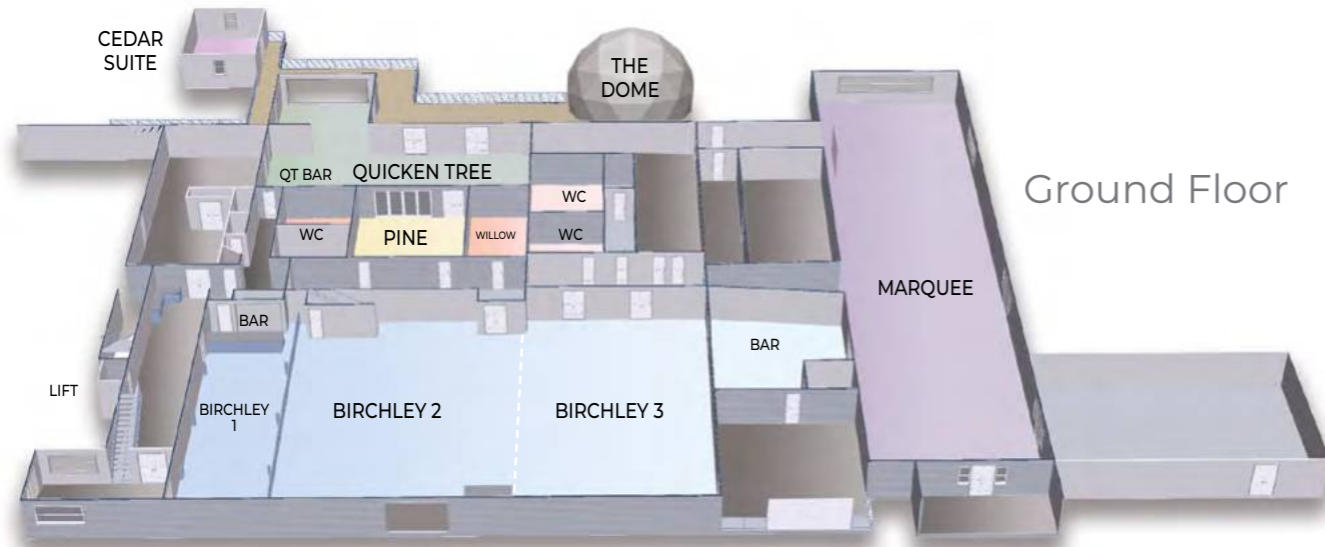 CEDAR
SUITE
THE
DOME
Ground Floor
QT BAR
QUICKEN TREE
WC
WC
PINE
WILLOW
WC
MARQUEE
BAR
BAR
LIFT
BIRCHLEY
1
BIRCHLEY 2
BIRCHLEY 3